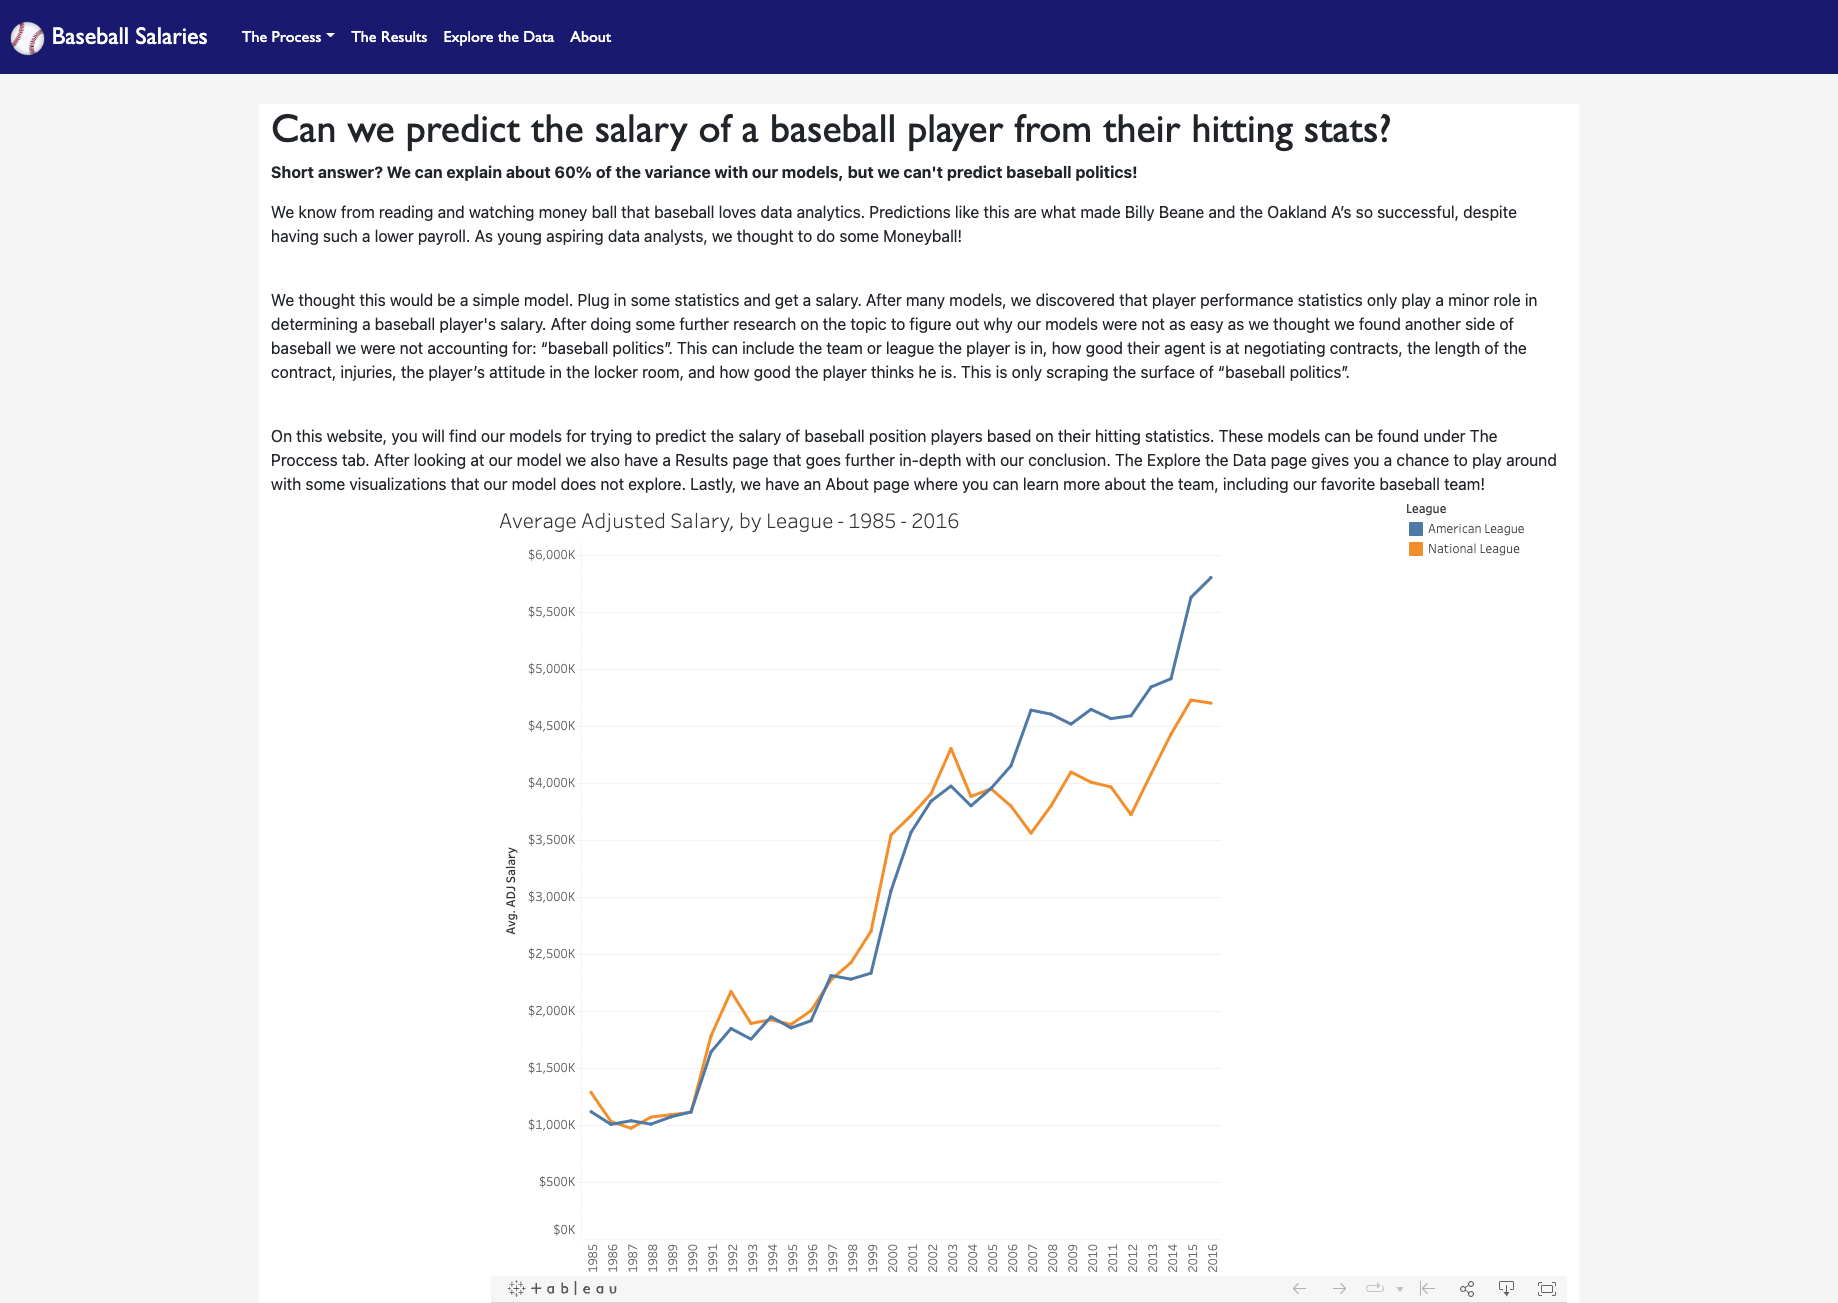 Baseball Salaries
The Process
The Results
Explore the Data
About
Can we predict the salary of a baseball player from their hitting stats?
Short answer? We can explain about 60% of the variance with our models, but we can't predict baseball politics!
We know from reading and watching money ball that baseball loves data analytics. Predictions like this are what made Billy Beane and the Oakland A’s so successful, despite
having such a lower payroll. As young aspiring data analysts, we thought to do some Moneyball!
We thought this would be a simple model. Plug in some statistics and get a salary. After many models, we discovered that player performance statistics only play a minor role in
determining a baseball player's salary. After doing some further research on the topic to figure out why our models were not as easy as we thought we found another side of
baseball we were not accounting for: “baseball politics”. This can include the team or league the player is in, how good their agent is at negotiating contracts, the length of the
contract, injuries, the player’s attitude in the locker room, and how good the player thinks he is. This is only scraping the surface of “baseball politics”.
On this website, you will find our models for trying to predict the salary of baseball position players based on their hitting statistics. These models can be found under The
Proccess tab. After looking at our model we also have a Results page that goes further in-depth with our conclusion. The Explore the Data page gives you a chance to play around
with some visualizations that our model does not explore. Lastly, we have an About page where you can learn more about the team, including our favorite baseball team!
Average Adjusted Salary, by League - 1985 - 2016
League
American League
National League
$6,000K
$5,500K
$5,000K
$4,500K
$4,000K
$3,500K
$3,000K
$2,500K
$2,000K
$1,500K
$1,000K
$500K
$0K
Avg. ADJ Salary
1985
1986
1987
1988
1989
1990
1991
1992
1993
1994
1995
1996
1997
1998
1999
2000
2001
2002
2003
2004
2005
2006
2007
2008
2009
2010
2011
2012
2013
2014
2015
2016
+ableau